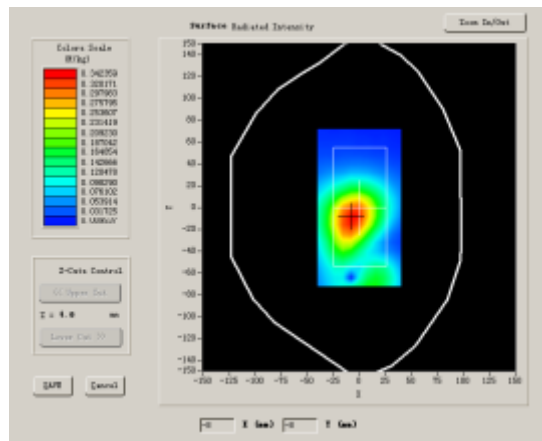 Surface Radiated Intensity
Zoom In/Out
Colors Scale
(W/kg)
0.342359
0.320171
0.297983
0.275795
0.253607
0.231419
0.209230
0.187042
0.164854
0.142666
0.120478
0.098290
0.076102
0.053914
0.031725
150
140
120
100
80
60
40
20
0
-20
-40
-60
-80
-100
-120
-140
-150
-150 -125 -100 -75 -50 -25 0 25 50 75 100 125 150
Z-Cuts Control
<< Upper Cut
Z = 4.0 mm
Lower Cut >>
SAVE
Cancel
X (mm)
Y (mm)